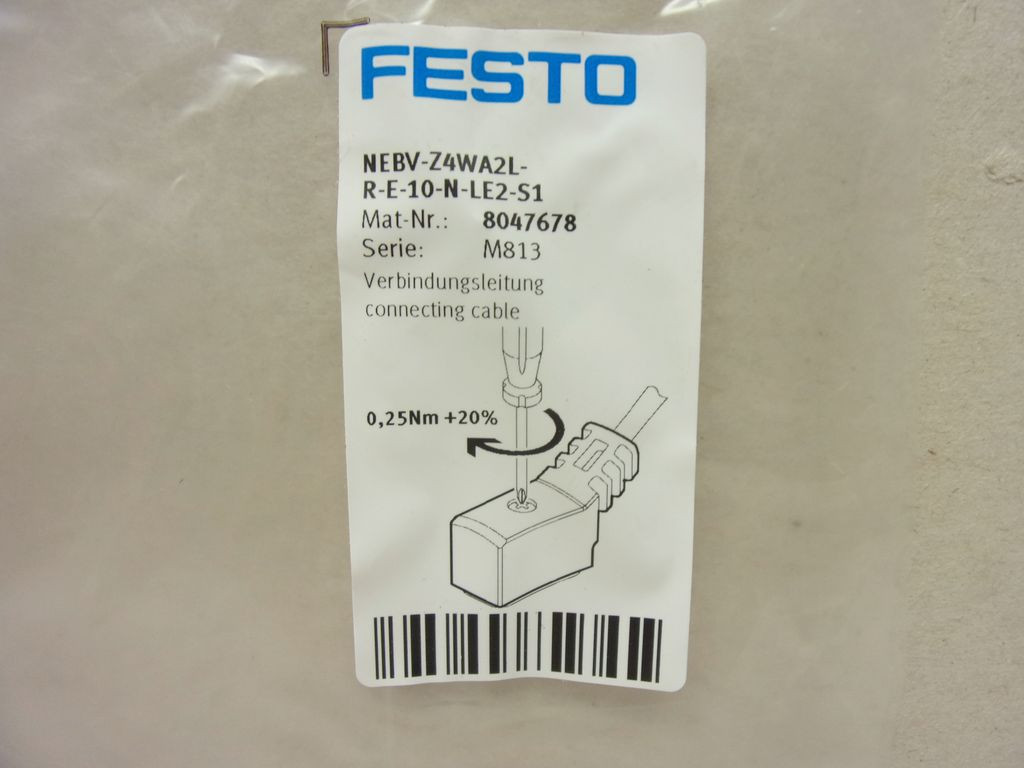 FESTO
NEBV-Z4WA2L-
R-E-10-N-LE2-S1
Mat-Nr.: 8047678
Serie: M813
Verbindungsleitung
connecting cable
0,25Nm +20%